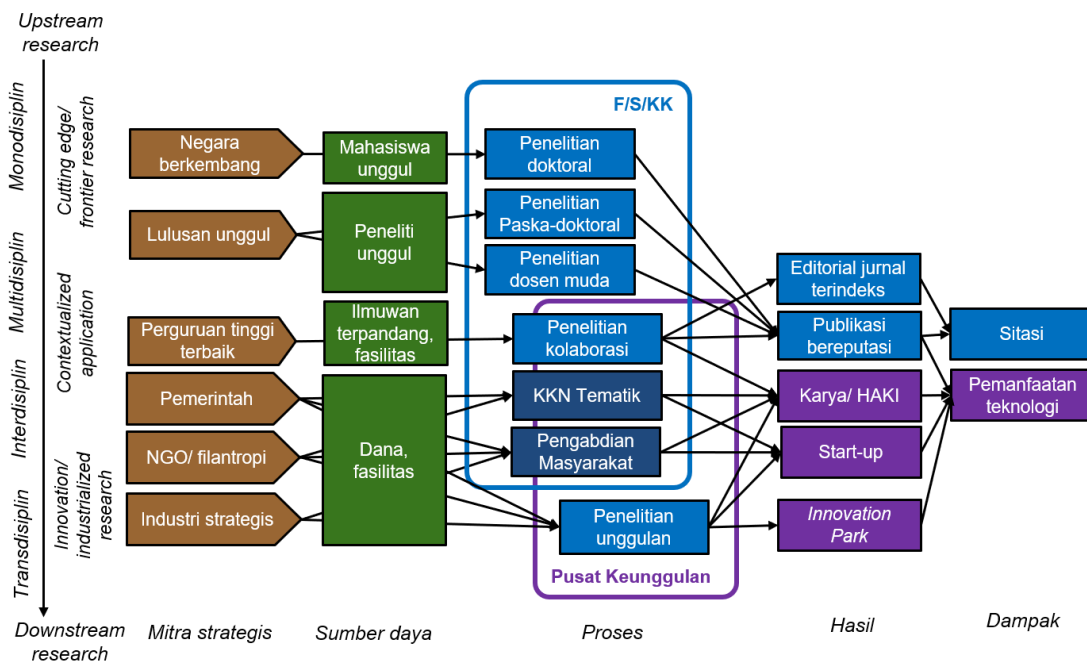 Upstream
research
Monodisiplin
Multidisiplin
Interdisiplin
Transdisiplin
Cutting edge/
frontier research
Contextualized
application
Innovation/
industrialized
research
Downstream
research
Negara
berkembang
Lulusan unggul
Perguruan tinggi
terbaik
Pemerintah
NGO/ filantropi
Industri strategis
Mitra strategis
Mahasiswa
unggul
Peneliti
unggul
Ilmuwan
terpandang,
fasilitas
Dana,
fasilitas
Sumber daya
F/S/KK
Penelitian
doktoral
Penelitian
Paska-doktoral
Penelitian
dosen muda
Penelitian
kolaborasi
KKN Tematik
Pengabdian
Masyarakat
Penelitian
unggulan
Pusat Keunggulan
Proses
Editorial jurnal
terindeks
Publikasi
bereputasi
Karya/ HAKI
Start-up
Innovation
Park
Hasil
Sitasi
Pemanfaatan
teknologi
Dampak